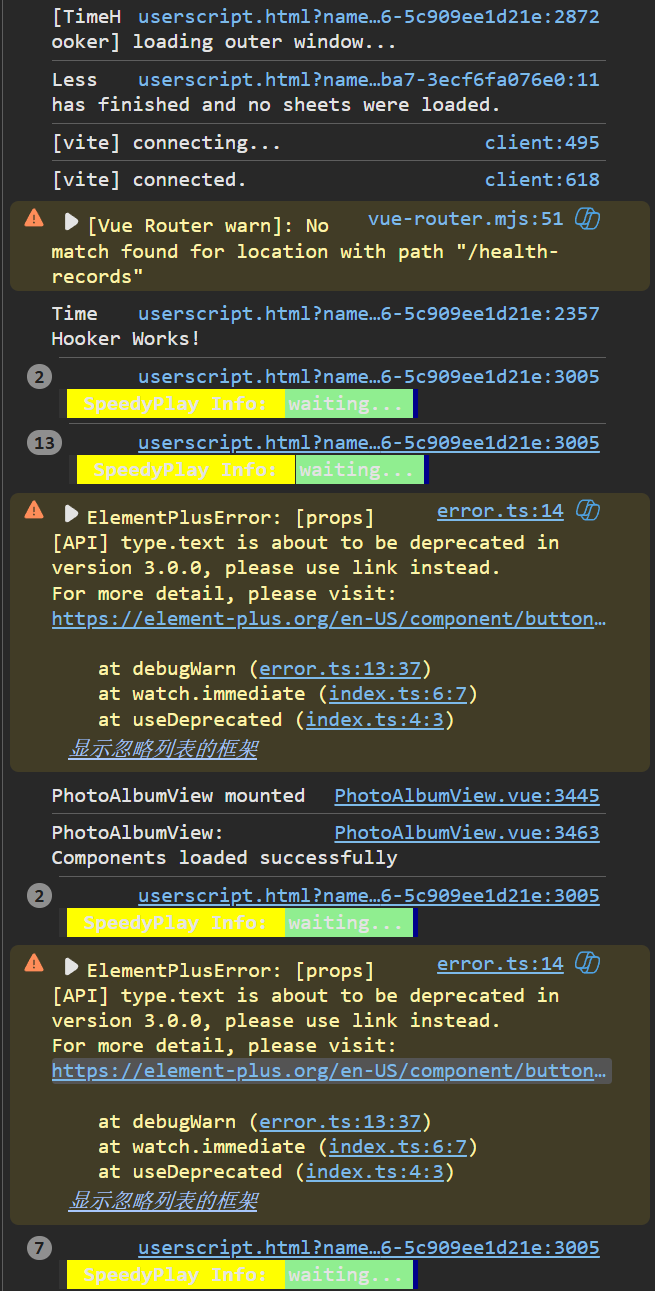 [TimeH userscript.html?name…6-5c909ee1d21e:2872
ooker] loading outer window...
Less userscript.html?name…ba7-3ecf6fa076e0:11
has finished and no sheets were loaded.
[vite] connecting... client:495
[vite] connected. client:618
[Vue Router warn]: No vue-router.mjs:51
match found for location with path "/health-
records"
Time userscript.html?name…6-5c909ee1d21e:2357
Hooker Works!
2 userscript.html?name…6-5c909ee1d21e:3005
SpeedyPlay Info: waiting...
13 userscript.html?name…6-5c909ee1d21e:3005
SpeedyPlay Info: waiting...
ElementPlusError: [props] error.ts:14
[API] type.text is about to be deprecated in
version 3.0.0, please use link instead.
For more detail, please visit:
https://element-plus.org/en-US/component/button…
at debugWarn (error.ts:13:37)
at watch.immediate (index.ts:6:7)
at useDeprecated (index.ts:4:3)
显示忽略列表的框架
PhotoAlbumView mounted PhotoAlbumView.vue:3445
PhotoAlbumView: PhotoAlbumView.vue:3463
Components loaded successfully
2 userscript.html?name…6-5c909ee1d21e:3005
SpeedyPlay Info: waiting...
ElementPlusError: [props] error.ts:14
[API] type.text is about to be deprecated in
version 3.0.0, please use link instead.
For more detail, please visit:
https://element-plus.org/en-US/component/button…
at debugWarn (error.ts:13:37)
at watch.immediate (index.ts:6:7)
at useDeprecated (index.ts:4:3)
显示忽略列表的框架
7 userscript.html?name…6-5c909ee1d21e:3005
SpeedyPlay Info: waiting...